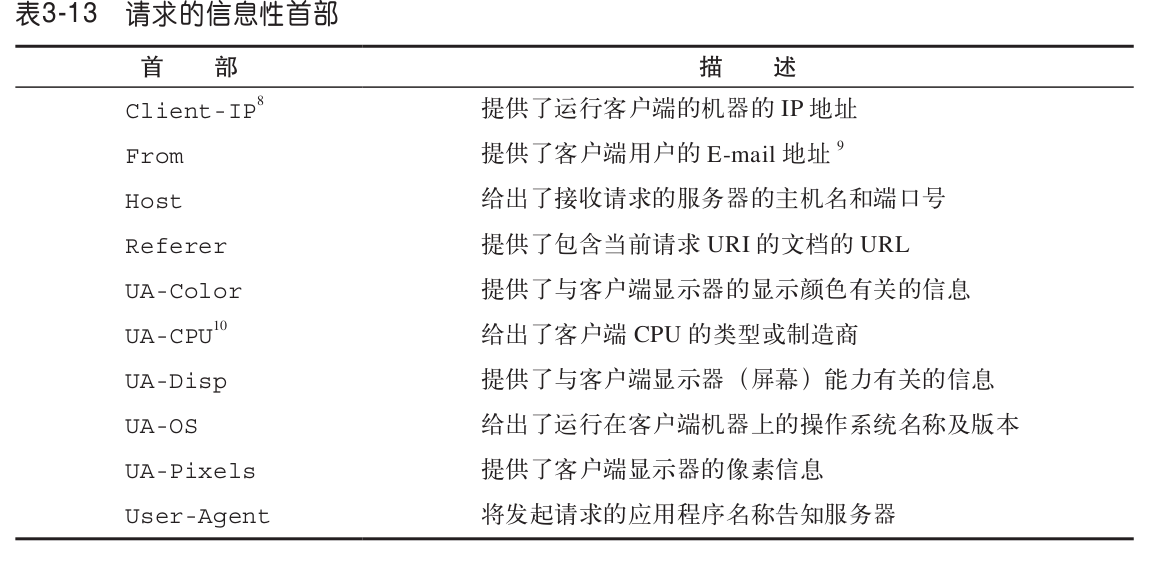 表3-13 请求的信息性首部
首 部 描 述
Client-IP8 提供了运行客户端的机器的 IP 地址
From 提供了客户端用户的 E-mail 地址9
Host 给出了接收请求的服务器的主机名和端口号
Referer 提供了包含当前请求 URI 的文档的 URL
UA-Color 提供了与客户端显示器的显示颜色有关的信息
UA-CPU10 给出了客户端 CPU 的类型或制造商
UA-Disp 提供了与客户端显示器（屏幕）能力有关的信息
UA-OS 给出了运行在客户端机器上的操作系统名称及版本
UA-Pixels 提供了客户端显示器的像素信息
User-Agent 将发起请求的应用程序名称告知服务器